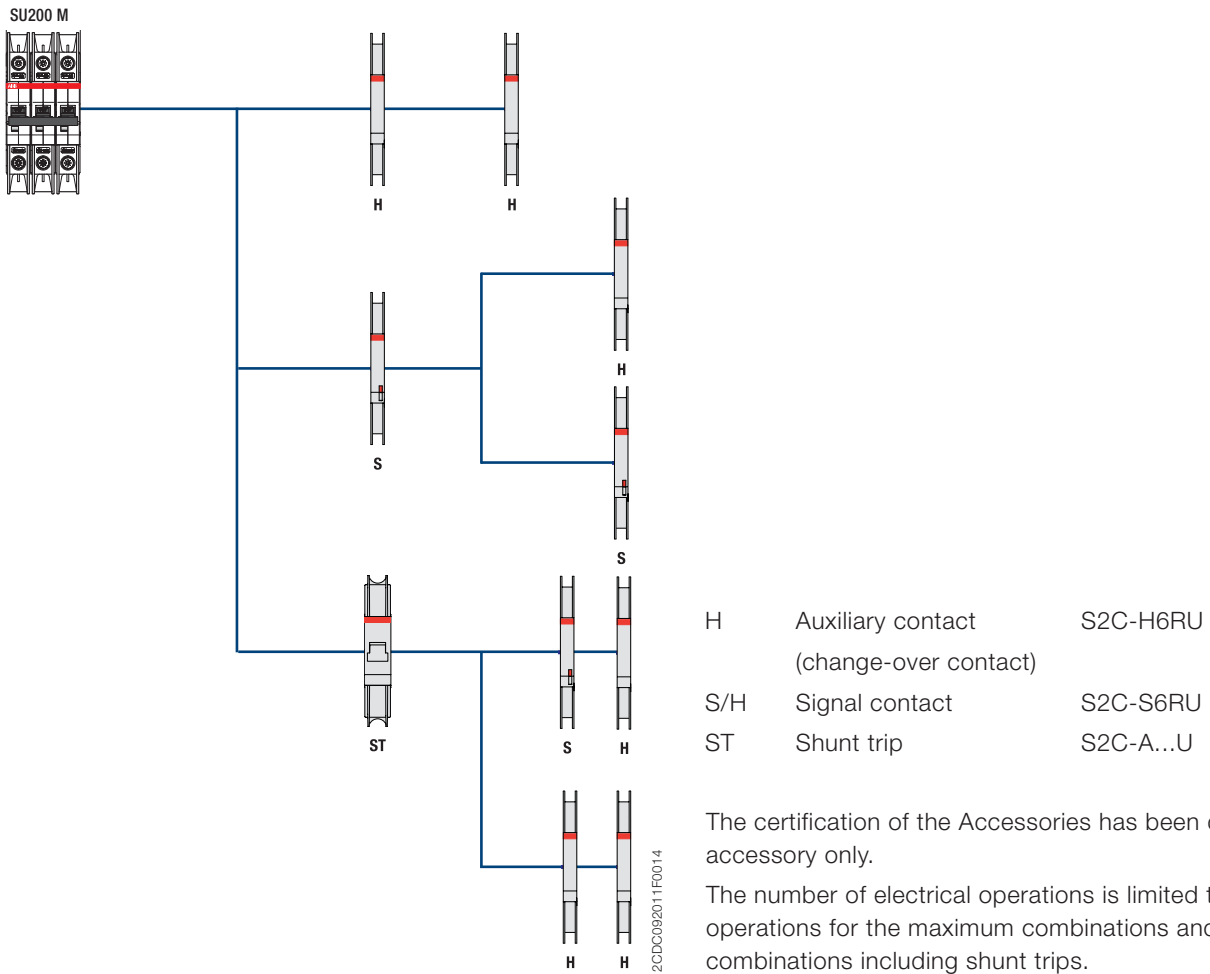 SU200 M
ABB
H H
H
S
S
ST S H
H H
2CDC092011F0014
H Auxiliary contact S2C-H6RU
(change-over contact)
S/H Signal contact S2C-S6RU
ST Shunt trip S2C-A...U
The certification of the Accessories has been
accessory only.
The number of electrical operations is limited
operations for the maximum combinations and
combinations including shunt trips.